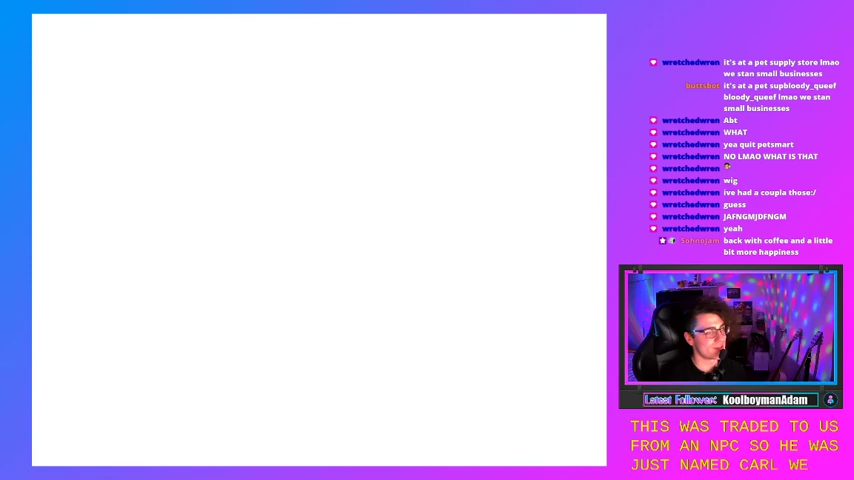 wretchedwren it's at a pet supply store lmao
we stan small businesses
buttsbot it's at a pet supbloody_queef
bloody_queef lmao we stan
small businesses
wretchedwren Abt
wretchedwren WHAT
wretchedwren yea quit petsmart
wretchedwren NO LMAO WHAT IS THAT
wretchedwren
wretchedwren wig
wretchedwren ive had a coupla those:/
wretchedwren guess
wretchedwren JAFNGMJDFNGM
wretchedwren yeah
Sohnojam back with coffee and a little
bit more happiness
Latest Follower: KoolboymanAdam
THIS WAS TRADED TO US
FROM AN NPC SO HE WAS
JUST NAMED CARL WE